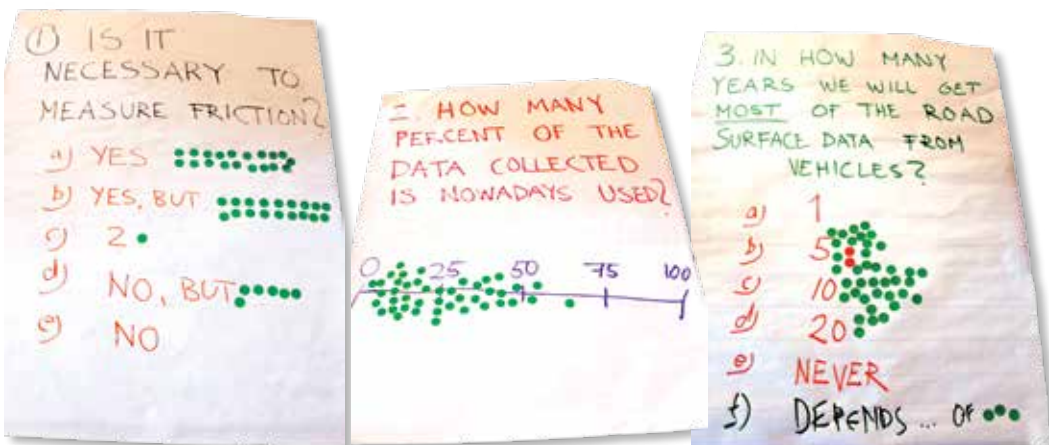 ① IS IT
NECESSARY TO
MEASURE FRICTION?
a) YES
b) YES, BUT
c) 2
d) NO, BUT
e) NO
2. HOW MANY
PERCENT OF THE
DATA COLLECTED
IS NOWADAYS USED?
0 25 50 75 100
3. IN HOW MANY
YEARS WE WILL GET
MOST OF THE ROAD
SURFACE DATA FROM
VEHICLES?
a) 1
b) 5
c) 10
d) 20
e) NEVER
f) DEPENDS ... OF